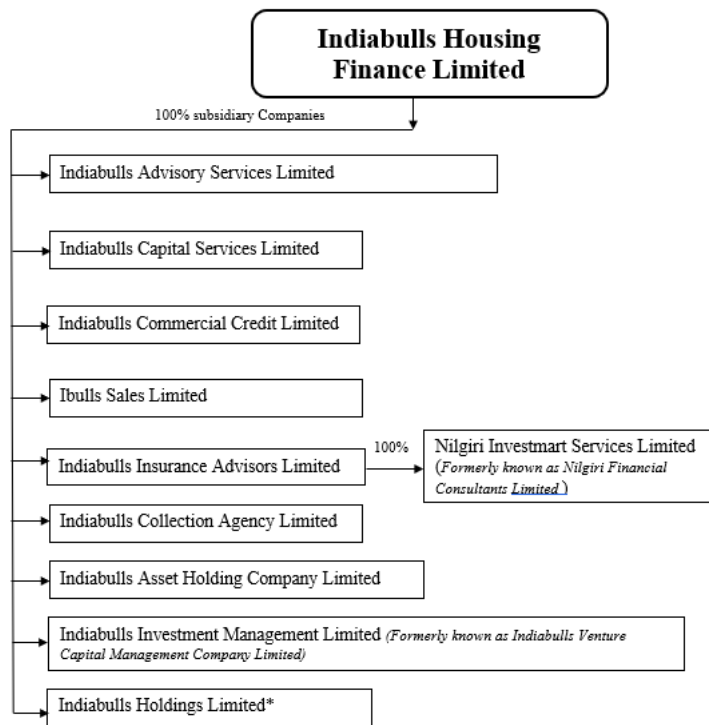 Indiabulls Housing
Finance Limited
100% subsidiary Companies
Indiabulls Advisory Services Limited
Indiabulls Capital Services Limited
Indiabulls Commercial Credit Limited
Ibulls Sales Limited
Indiabulls Insurance Advisors Limited
100%
Nilgiri Investmart Services Limited
(Formerly known as Nilgiri Financial
Consultants Limited )
Indiabulls Collection Agency Limited
Indiabulls Asset Holding Company Limited
Indiabulls Investment Management Limited (Formerly known as Indiabulls Venture
Capital Management Company Limited)
Indiabulls Holdings Limited*